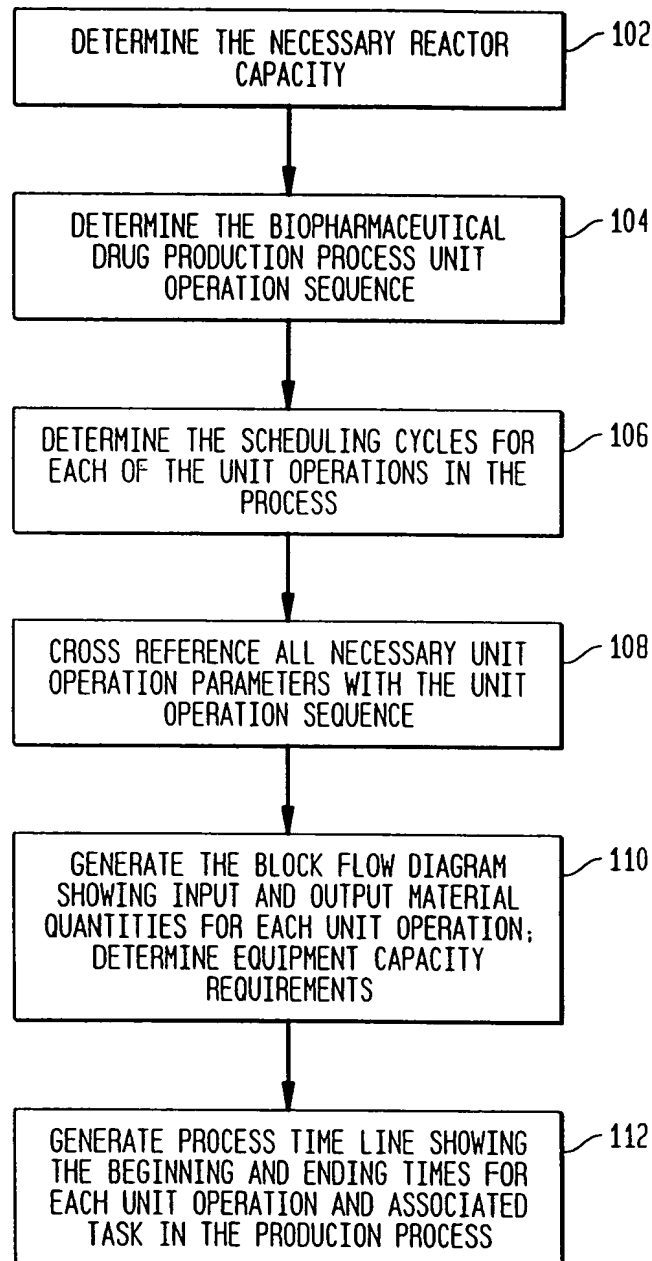 DETERMINE THE NECESSARY REACTOR
CAPACITY
102
DETERMINE THE BIOPHARMACEUTICAL
DRUG PRODUCTION PROCESS UNIT
OPERATION SEQUENCE
104
DETERMINE THE SCHEDULING CYCLES FOR
EACH OF THE UNIT OPERATIONS IN THE
PROCESS
106
CROSS REFERENCE ALL NECESSARY UNIT
OPERATION PARAMETERS WITH THE UNIT
OPERATION SEQUENCE
108
GENERATE THE BLOCK FLOW DIAGRAM
SHOWING INPUT AND OUTPUT MATERIAL
QUANTITIES FOR EACH UNIT OPERATION;
DETERMINE EQUIPMENT CAPACITY
REQUIREMENTS
110
GENERATE PROCESS TIME LINE SHOWING
THE BEGINNING AND ENDING TIMES FOR
EACH UNIT OPERATION AND ASSOCIATED
TASK IN THE PRODUCION PROCESS
112